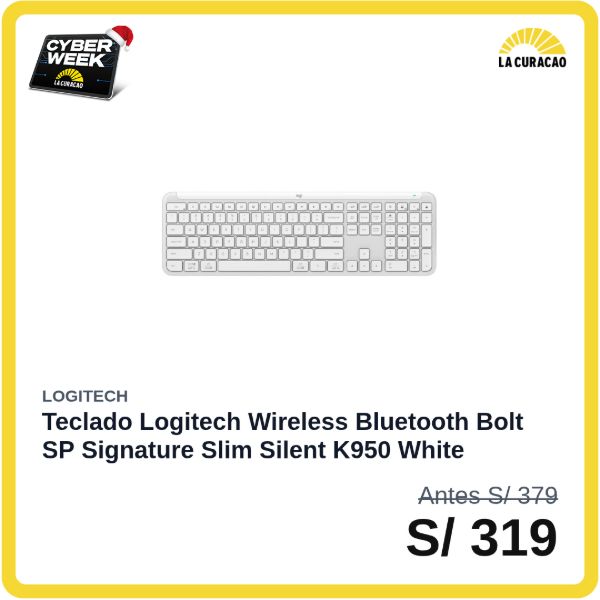 CYBER
WEEK
LA CURACAO
LA CURACAO
LOGITECH
Teclado Logitech Wireless Bluetooth Bolt
SP Signature Slim Silent K950 White
Antes S/ 379
S/ 319